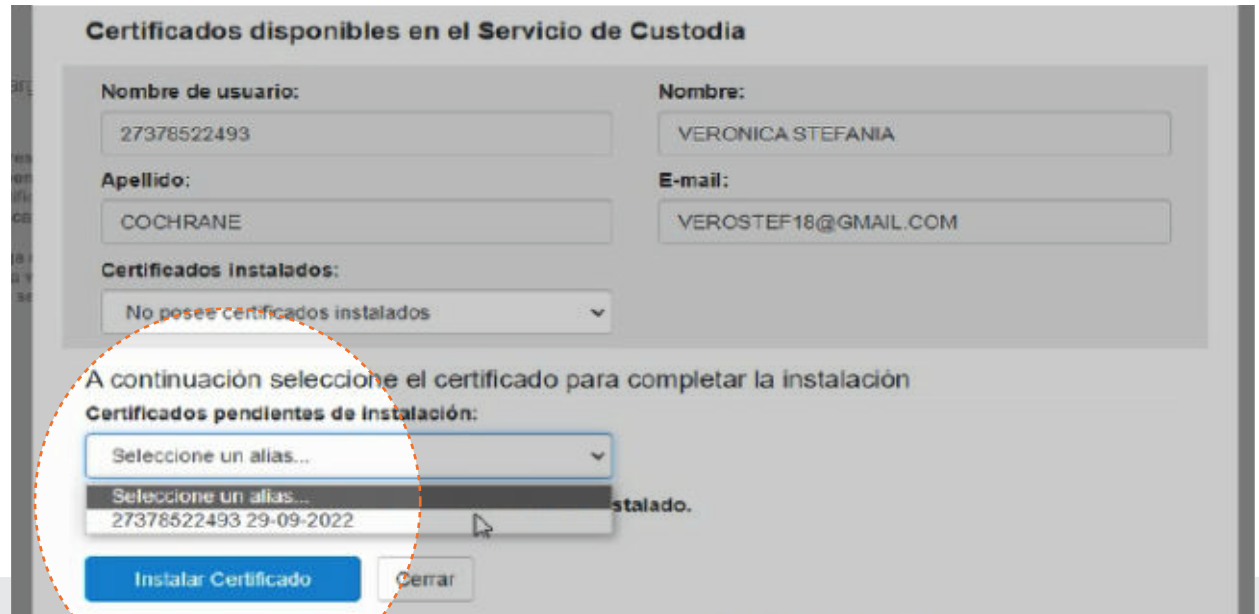 Certificados disponibles en el Servicio de Custodia
Nombre de usuario:
Nombre:
27378522493
VERONICA STEFANIA
Apellido:
E-mail:
COCHRANE
VEROSTEF18@GMAIL.COM
Certificados instalados:
No posee certificados instalados
A continuación seleccione el certificado para completar la instalación
Certificados pendientes de instalación:
Seleccione un alias...
Seleccione un alias...
stalado.
27378522493 29-09-2022
Instalar Certificado
Cerrar